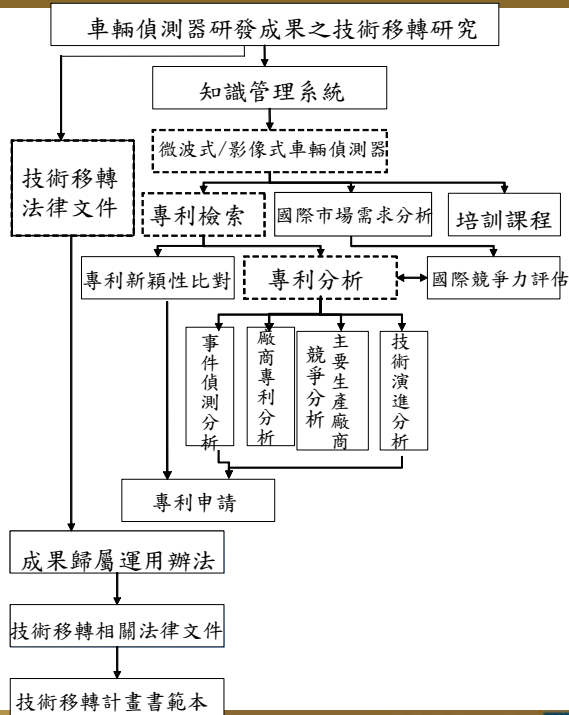 車輛偵測器研發成果之技術移轉研究
知識管理系統
微波式/影像式車輛偵測器
技術移轉
法律文件
專利檢索
國際市場需求分析
培訓課程
專利新穎性比對
專利分析
國際競爭力評估
事件偵測分析
廠商專利分析
主要生產廠商
競爭分析
技術演進分析
專利申請
成果歸屬運用辦法
技術移轉相關法律文件
技術移轉計畫書範本